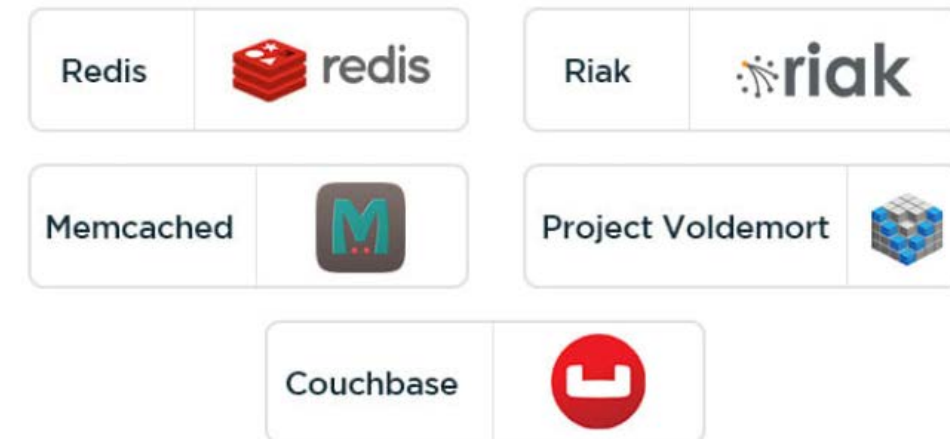 Redis
redis
Riak
riak
Memcached
M
Project Voldemort
Couchbase